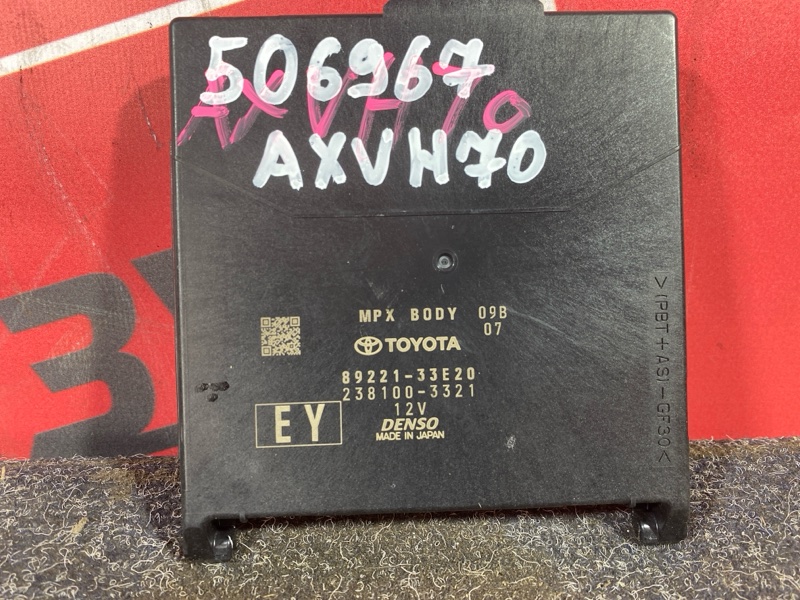 506967
AXVH70
AXVH70
MPX BODY 09B
07
TOYOTA
89221-33E20
238100-3321
12V
EY
DENSO
MADE IN JAPAN
>(PBT+AS)-GF30<